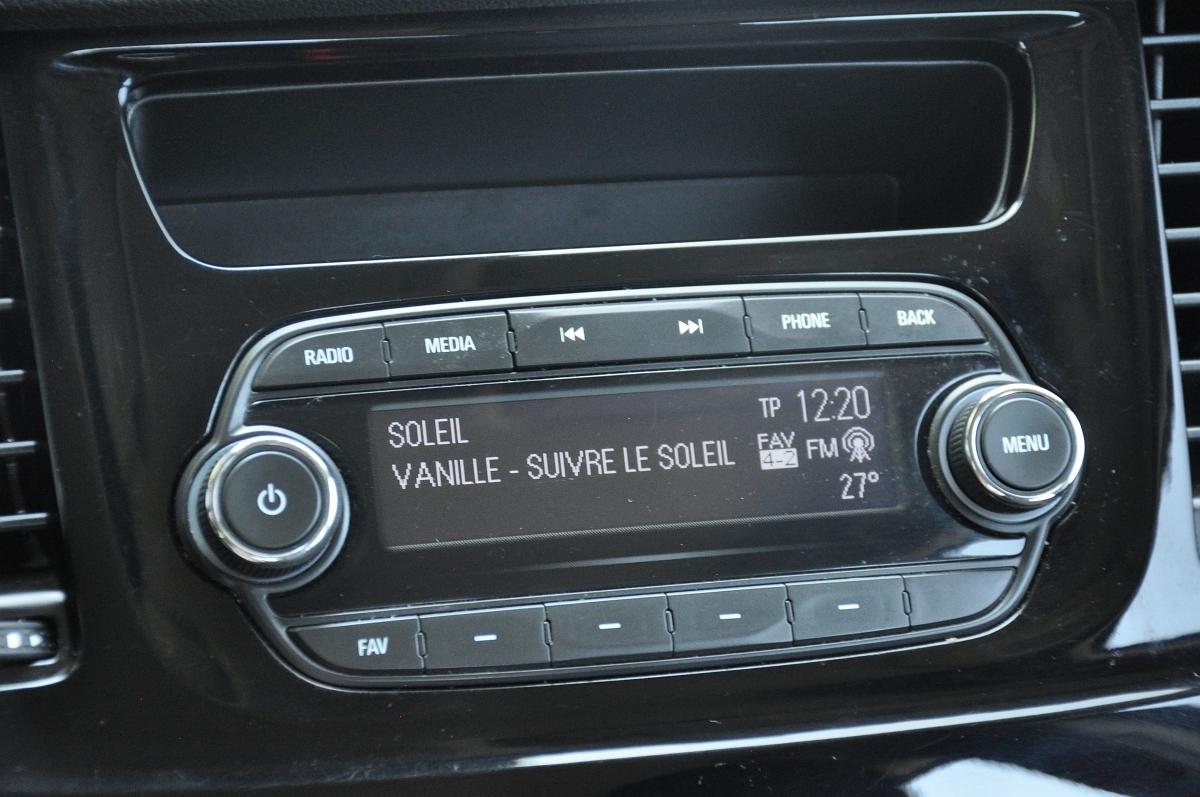 RADIO MEDIA PHONE BACK
SOLEIL TP 12:20
VANILLE - SUIVRE LE SOLEIL FAV FM
4-2
27°
MENU
FAV